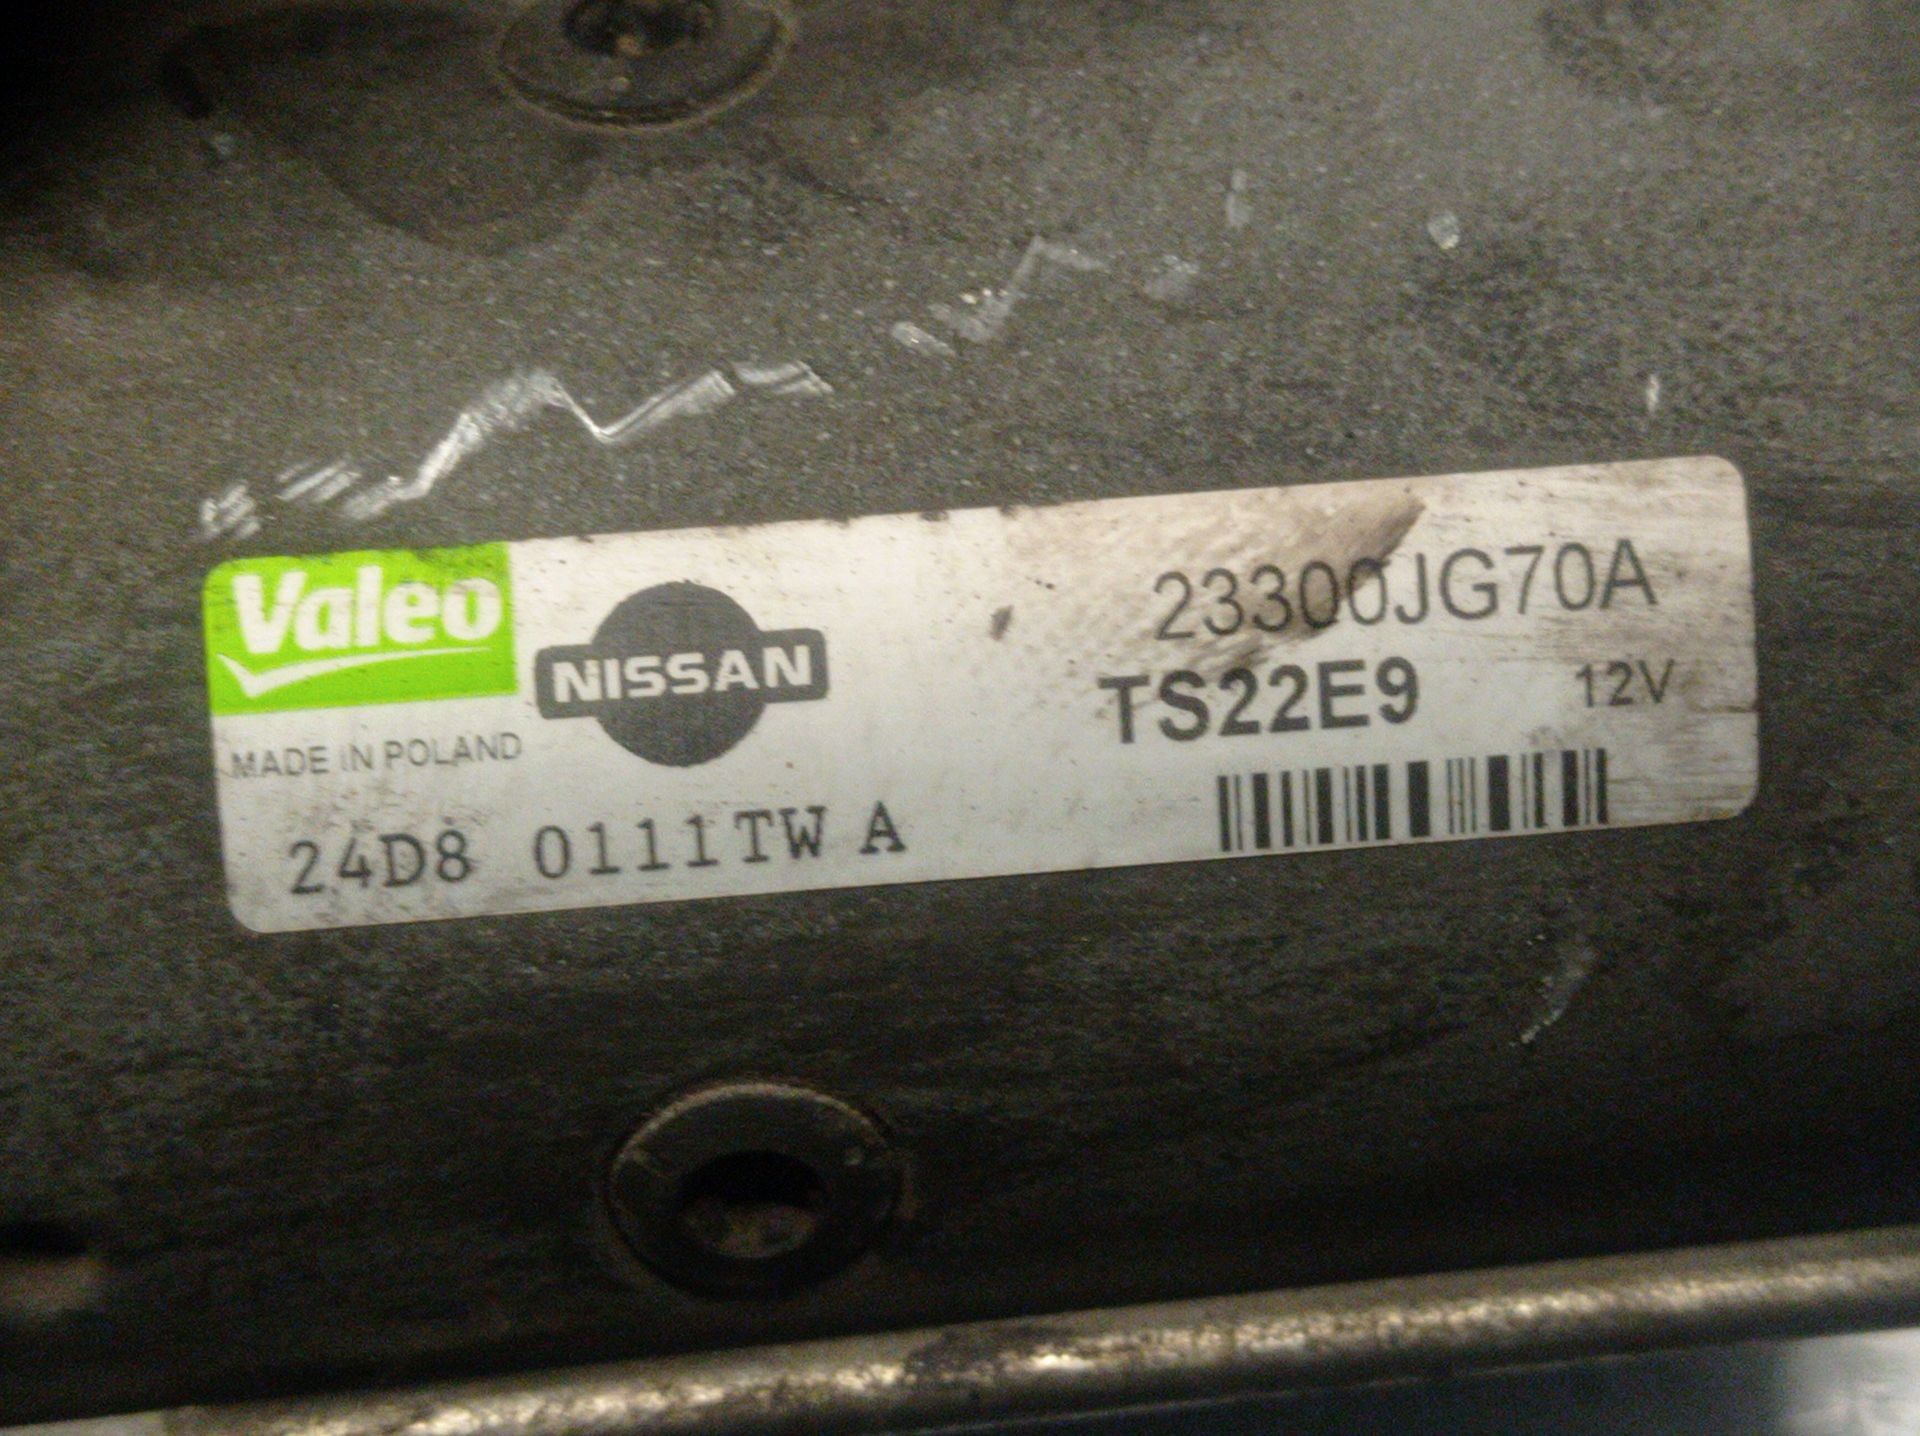 Valeo
NISSAN
23300JG70A
TS22E9 12V
MADE IN POLAND
24D8 0111TW A